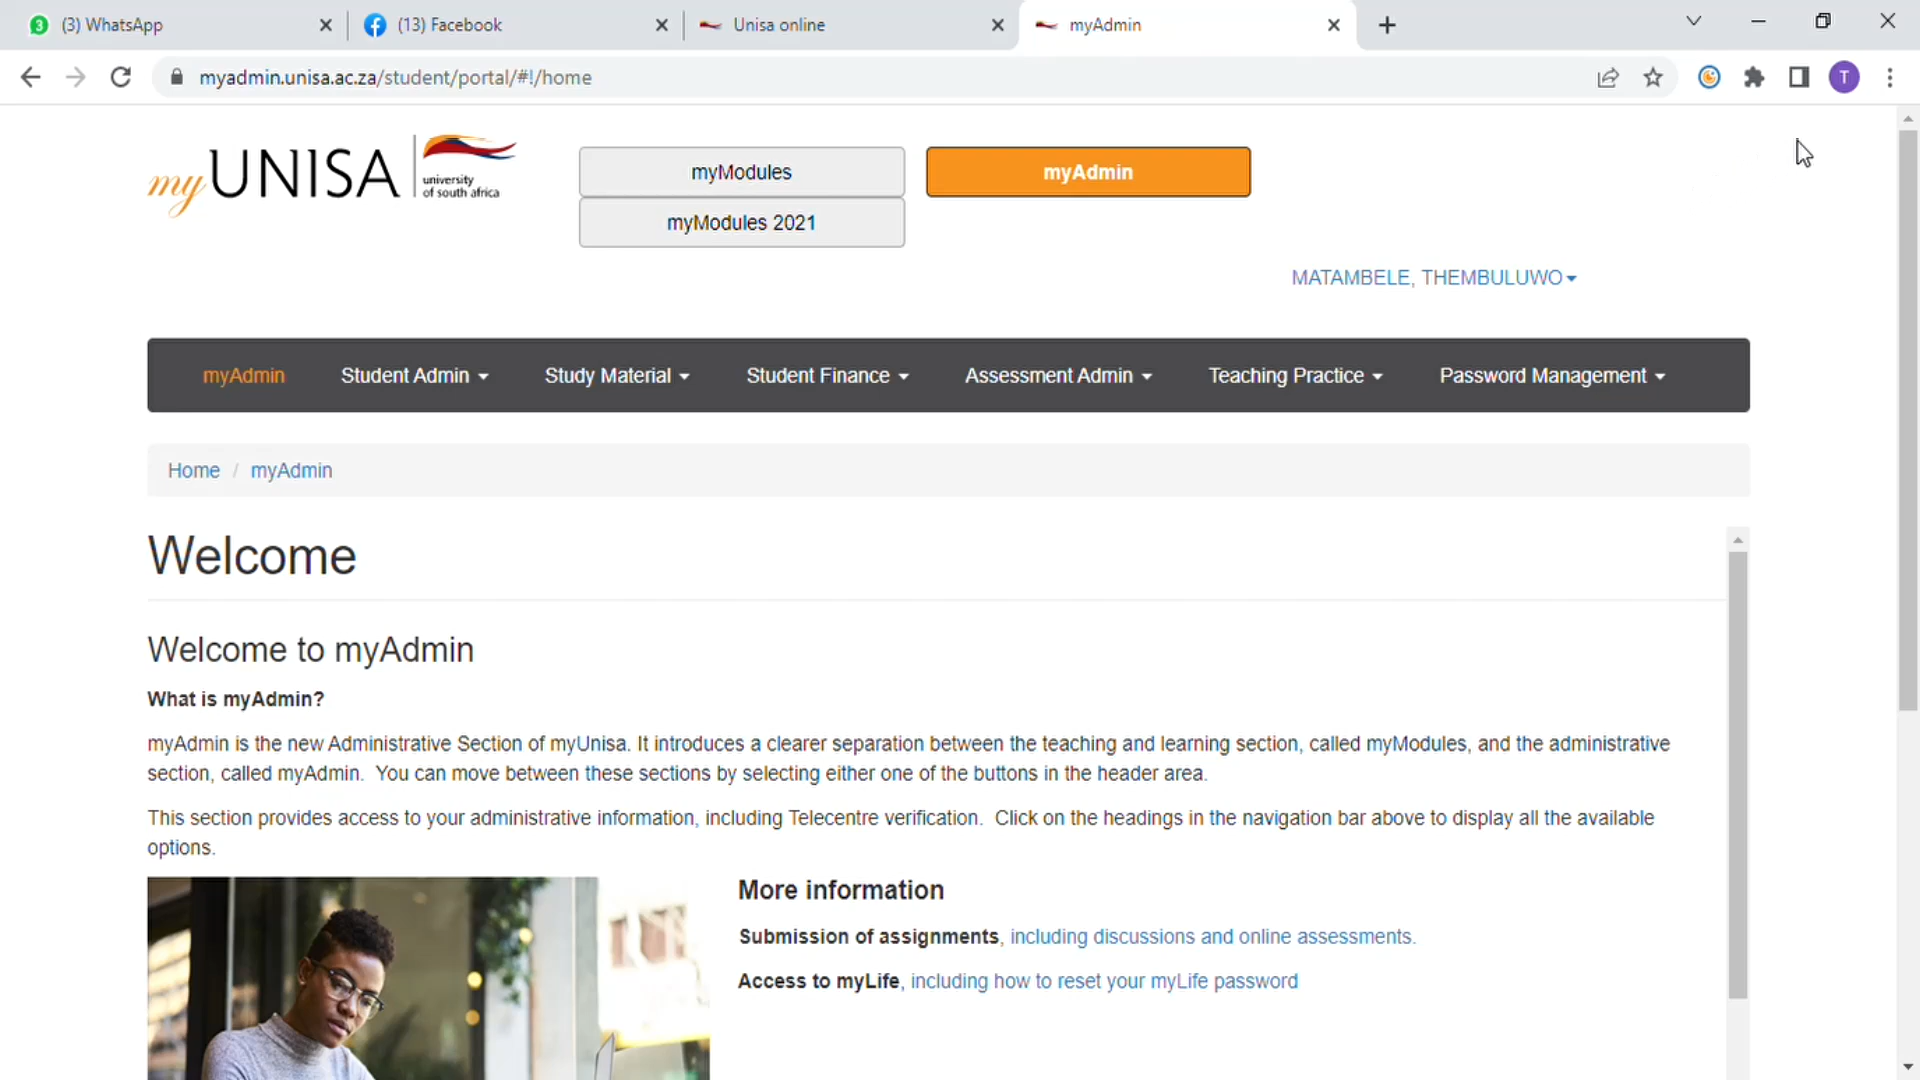 3 (3) WhatsApp
(13) Facebook
Unisa online
myAdmin
myadmin.unisa.ac.za/student/portal/#!/home
T
my UNISA
university
of south africa
myModules
myAdmin
myModules 2021
MATAMBELE, THEMBULUWO
myAdmin
Student Admin
Study Material
Student Finance
Assessment Admin
Teaching Practice
Password Management
Home / myAdmin
Welcome
Welcome to myAdmin
What is myAdmin?
myAdmin is the new Administrative Section of myUnisa. It introduces a clearer separation between the teaching and learning section, called myModules, and the administrative
section, called myAdmin. You can move between these sections by selecting either one of the buttons in the header area.
This section provides access to your administrative information, including Telecentre verification. Click on the headings in the navigation bar above to display all the available
options.
More information
Submission of assignments, including discussions and online assessments.
Access to myLife, including how to reset your myLife password